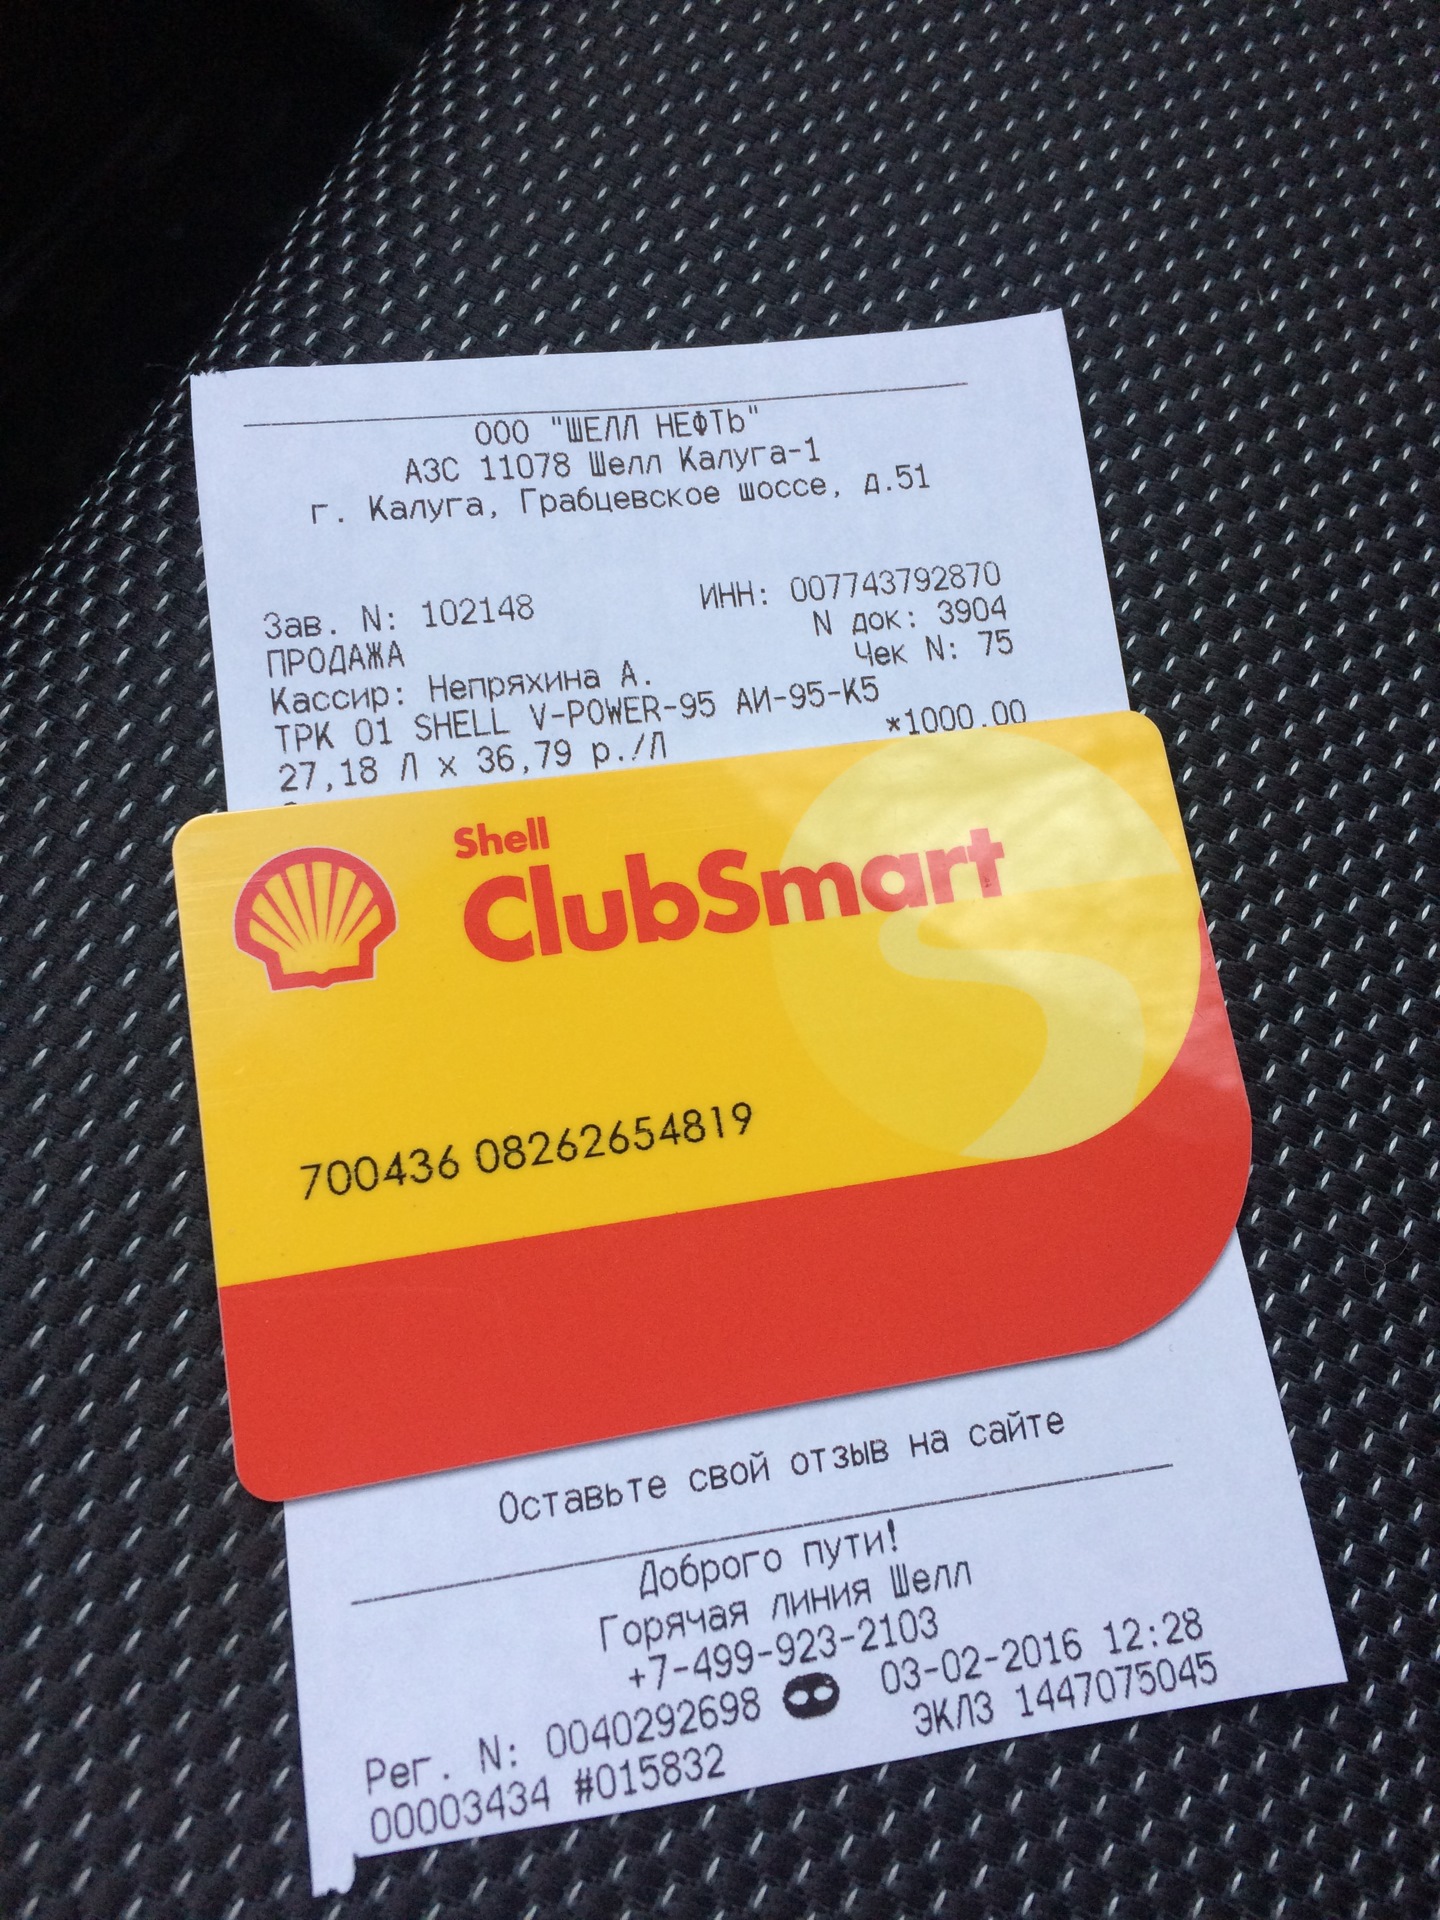 ООО "ШЕЛЛ НЕФТЬ"
АЗС 11078 Шелл Калуга-1
г. Калуга, Грабцевское шоссе, д.51
Зав. N: 102148 ИНН: 007743792870
ПРОДАЖА N док: 3904
Кассир: Непряхина А. Чек N: 75
ТРК 01 SHELL V-POWER-95 АИ-95-К5
27,18 Л х 36,79 р./Л *1000.00
Shell
ClubSmart
700436 08262654819
Оставьте свой отзыв на сайте
Доброго пути!
Горячая линия Шелл
+7-499-923-2103
Рег. N: 0040292698 03-02-2016 12:28
00003434 #015832 ЭКЛЗ 1447075045